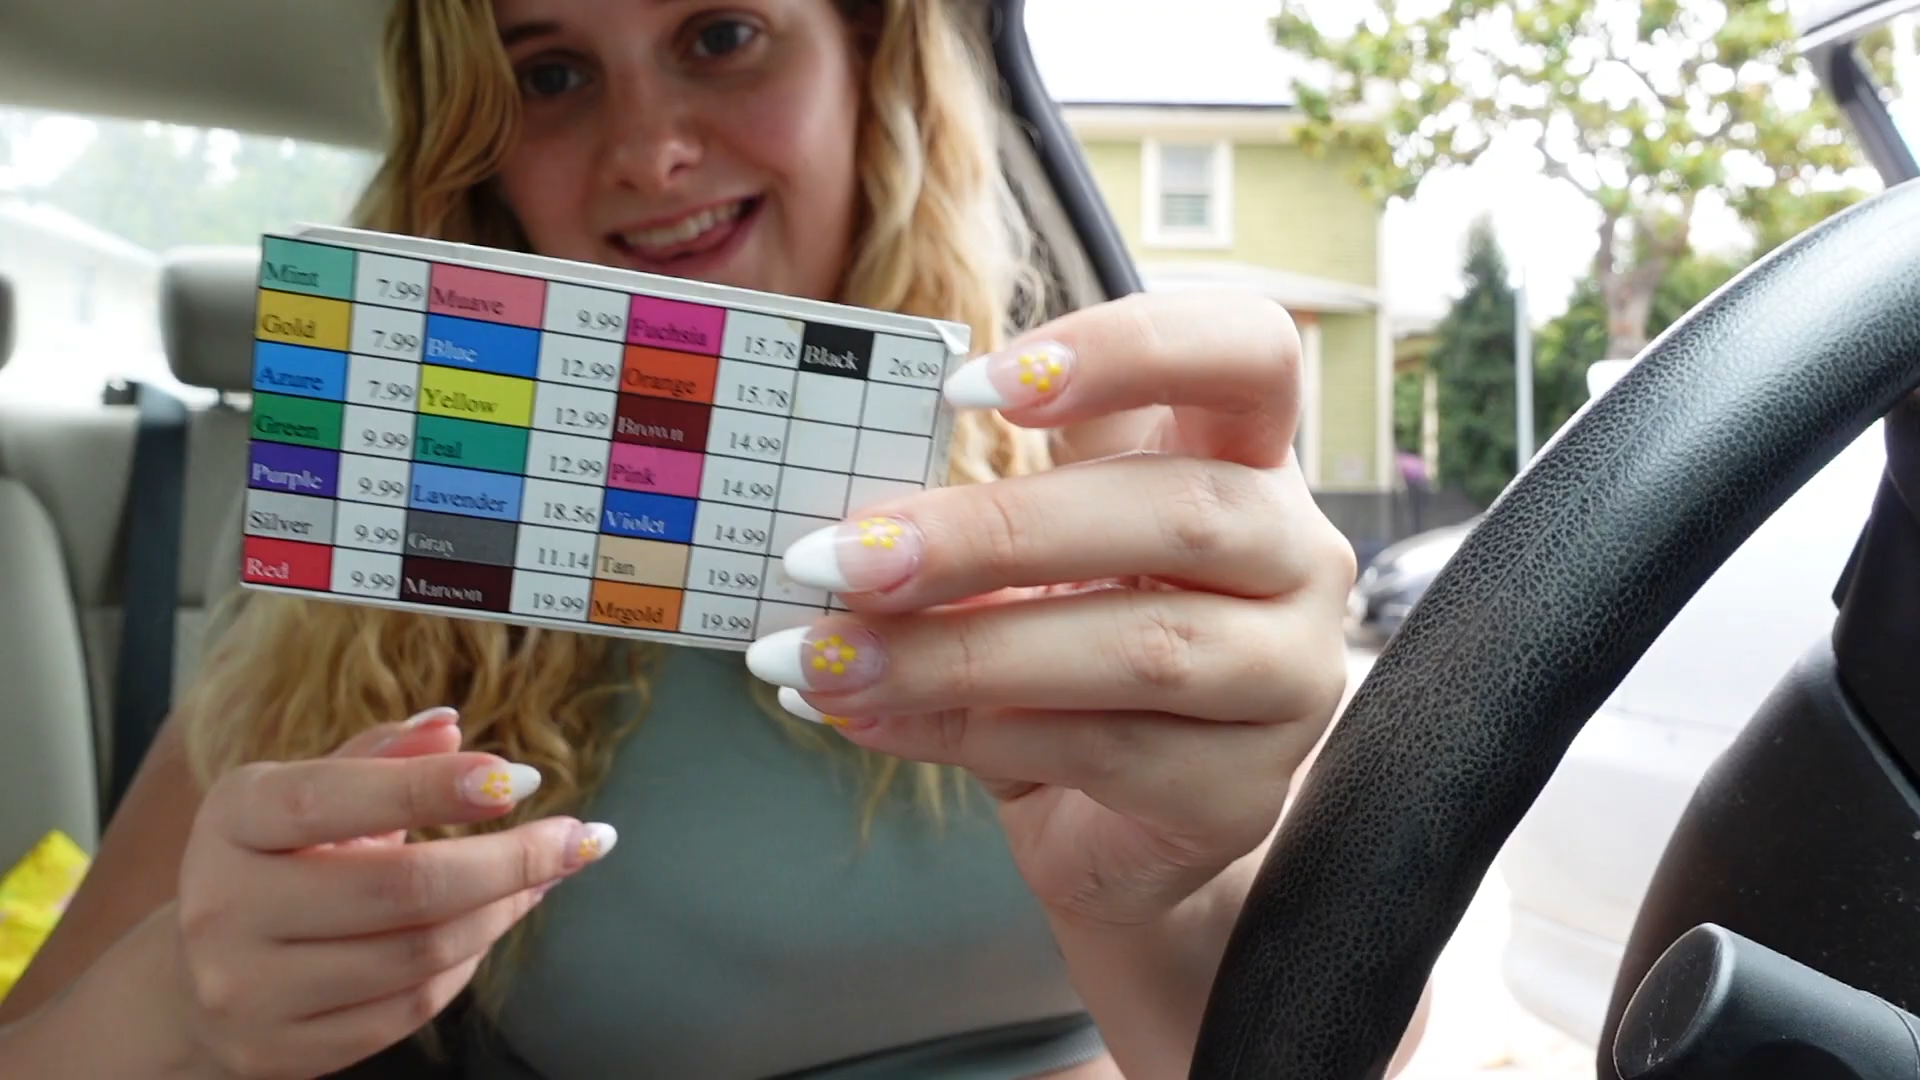 Mint 7.99 Muave 9.99 Fuchsia 15.78 Black 26.99
Gold 7.99 Blue 12.99 Orange 15.78
Azure 7.99 Yellow 12.99 Brown 14.99
Green 9.99 Teal 12.99 Pink 14.99
Purple 9.99 Lavender 18.56 Violet 14.99
Silver 9.99 Gray 11.14 Tan 19.99
Red 9.99 Maroon 19.99 Mrgold 19.99